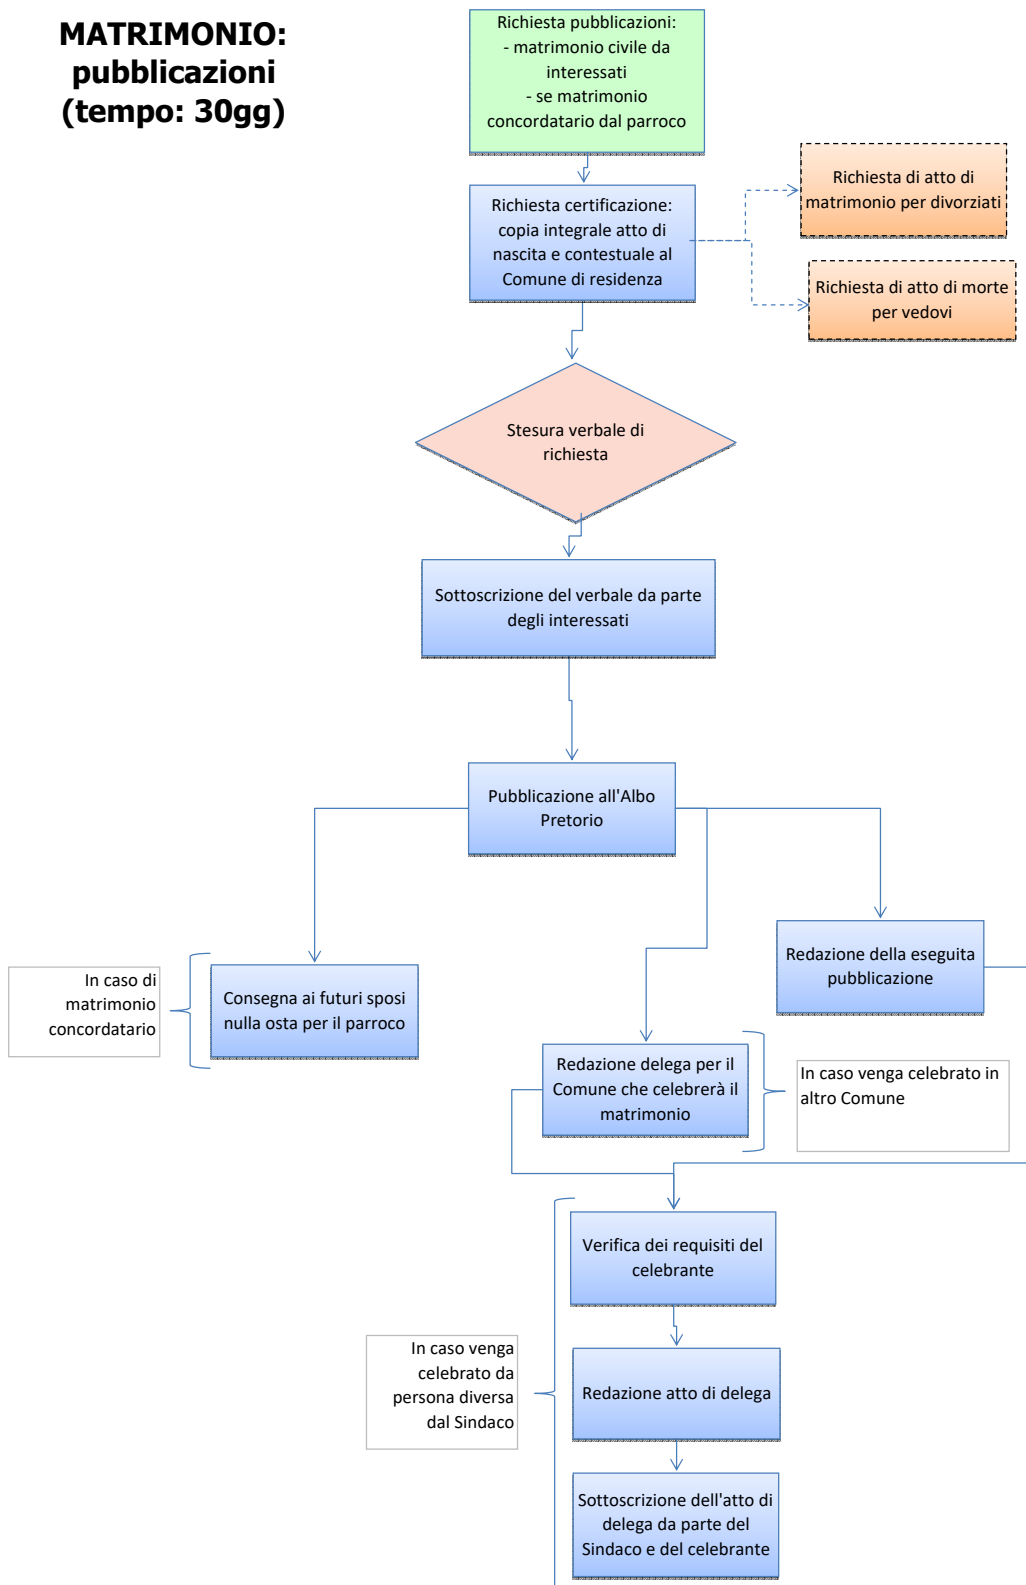 MATRIMONIO:
pubblicazioni
(tempo: 30gg)
Richiesta pubblicazioni:
- matrimonio civile da
interessati
- se matrimonio
concordatario dal parroco
Richiesta certificazione:
copia integrale atto di
nascita e contestuale al
Comune di residenza
Richiesta di atto di
matrimonio per divorziati
Richiesta di atto di morte
per vedovi
Stesura verbale di
richiesta
Sottoscrizione del verbale da parte
degli interessati
Pubblicazione all'Albo
Pretorio
In caso di
matrimonio
concordatario
Consegna ai futuri sposi
nulla osta per il parroco
Redazione della eseguita
pubblicazione
Redazione delega per il
Comune che celebrerà il
matrimonio
In caso venga celebrato in
altro Comune
Verifica dei requisiti del
celebrante
In caso venga
celebrato da
persona diversa
dal Sindaco
Redazione atto di delega
Sottoscrizione dell'atto di
delega da parte del
Sindaco e del celebrante